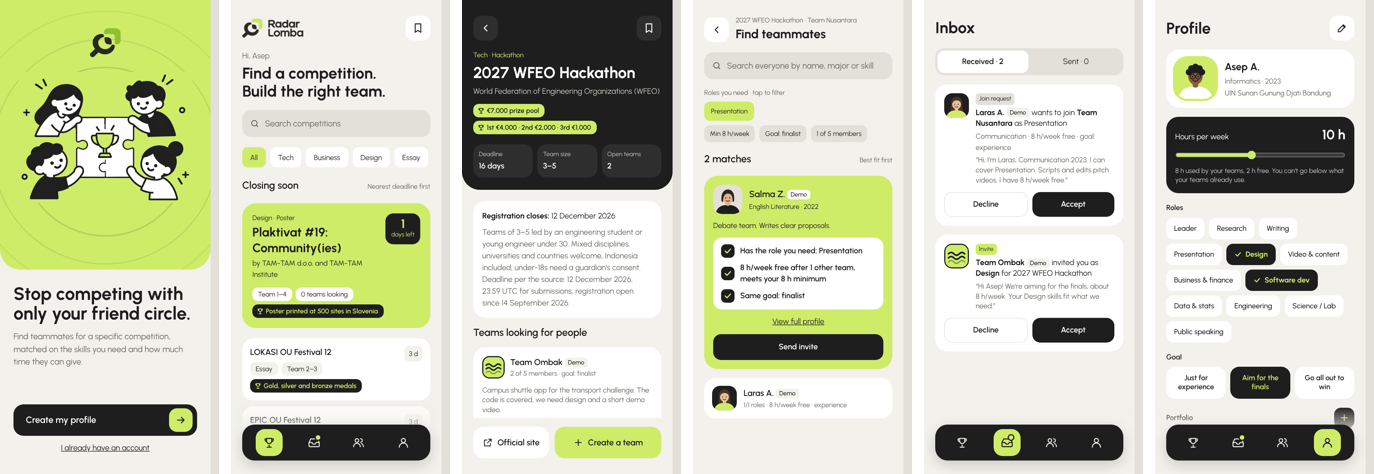 Stop competing with
only your friend circle.
Find teammates for a specific competition,
matched on the skills you need and how much
time they can give.
Create my profile
I already have an account
Radar
Lomba
Hi, Asep
Find a competition.
Build the right team.
Search competitions
All
Tech
Business
Design
Essay
Closing soon
Nearest deadline first
Design · Poster
Plaktivat #19:
Community(ies)
by TAM-TAM d.o.o. and TAM-TAM
Institute
1
days left
Team 1–4
0 teams looking
Poster printed at 500 sites in Slovenia
LOKASI OU Festival 12
3 d
Essay
Team 2–3
Gold, silver and bronze medals
EPIC OU Festival 12
3 d
Tech · Hackathon
2027 WFEO Hackathon
World Federation of Engineering Organizations (WFEO)
€7,000 prize pool
1st €4,000 · 2nd €2,000 · 3rd €1,000
Deadline
16 days
Team size
3–5
Open teams
2
Registration closes: 12 December 2026
Teams of 3–5 led by an engineering student or
young engineer under 30. Mixed disciplines,
universities and countries welcome. Indonesia
included; under-18s need a guardian's consent.
Deadline per the source: 12 December 2026,
23:59 UTC for submissions; registration open
since 14 September 2026.
Teams looking for people
Team Ombak Demo
2 of 5 members · goal: finalist
Campus shuttle app for the transport challenge. The
code is covered, we need design and a short demo
video.
Official site
Create a team
2027 WFEO Hackathon · Team Nusantara
Find teammates
Search everyone by name, major or skill
Roles you need · tap to filter
Presentation
Min 8 h/week
Goal: finalist
1 of 5 members
2 matches
Best fit first
Salma Z. Demo
English Literature · 2022
Debate team. Writes clear proposals.
Has the role you need: Presentation
8 h/week free after 1 other team,
meets your 8 h minimum
Same goal: finalist
View full profile
Send invite
Laras A. Demo
1/1 roles · 8 h/week free · experience
Inbox
Received · 2
Sent · 0
Join request
Laras A. Demo wants to join Team
Nusantara as Presentation
Communication · 8 h/week free · goal:
experience
"Hi, I'm Laras, Communication 2023. I can
cover Presentation. Scripts and edits pitch
videos. I have 8 h/week free."
Decline
Accept
Invite
Team Ombak Demo invited you as
Design for 2027 WFEO Hackathon
"Hi Asep! We're aiming for the finals, about
8 h/week. Your Design skills fit what we
need."
Decline
Accept
Profile
Asep A.
Informatics · 2023
UIN Sunan Gunung Djati Bandung
Hours per week
10 h
8 h used by your teams, 2 h free. You can't go below what
your teams already use.
Roles
Leader
Research
Writing
Presentation
Design
Video & content
Business & finance
Software dev
Data & stats
Engineering
Science / Lab
Public speaking
Goal
Just for
experience
Aim for the
finals
Go all out to
win
Portfolio